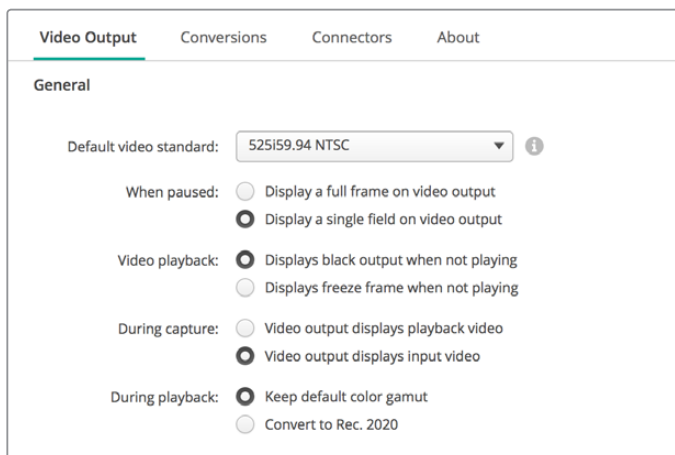 Video Output Conversions Connectors About
General
Default video standard: 525i59.94 NTSC
When paused: Display a full frame on video output
Display a single field on video output
Video playback: Displays black output when not playing
Displays freeze frame when not playing
During capture: Video output displays playback video
Video output displays input video
During playback: Keep default color gamut
Convert to Rec. 2020